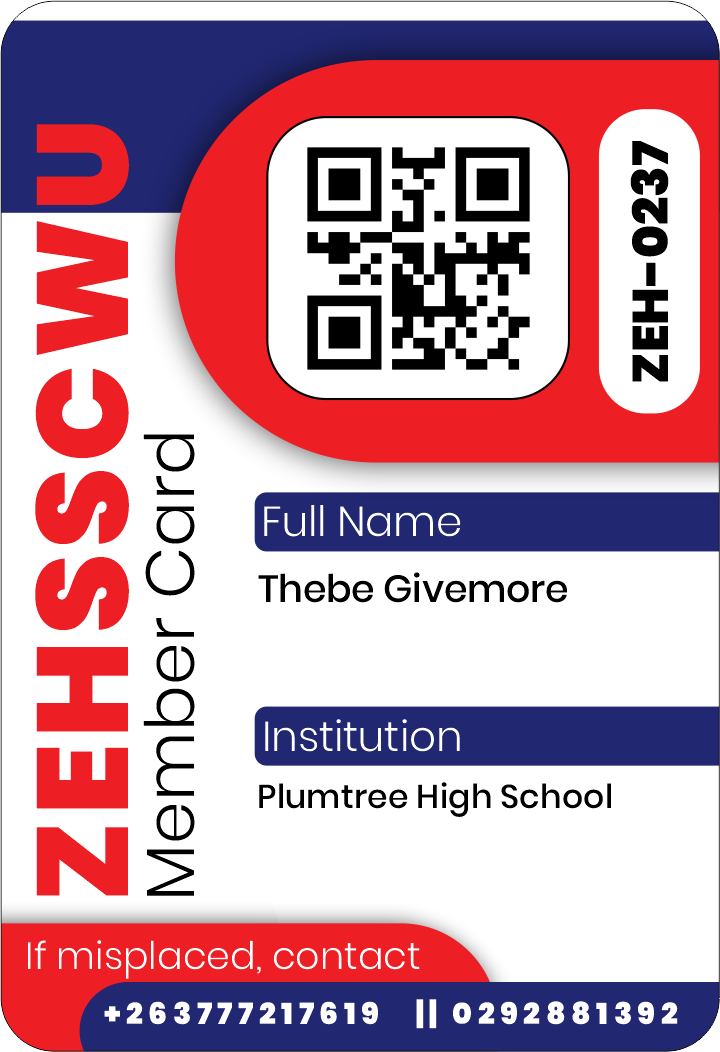 ZEHSSCWU
Member Card
ZEH-0237
Full Name
Thebe Givemore
Institution
Plumtree High School
If misplaced, contact
+263777217619 || 0292881392